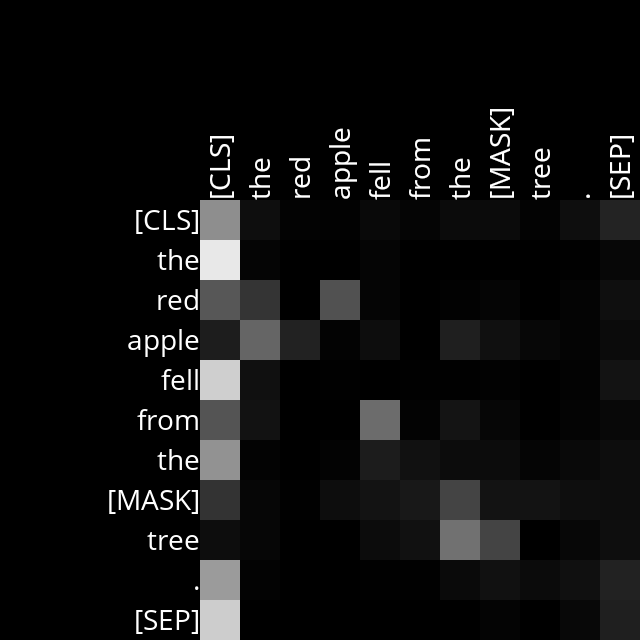 [CLS] the red apple fell from the [MASK] tree . [SEP]
[CLS]
the
red
apple
fell
from
the
[MASK]
tree
.
[SEP]